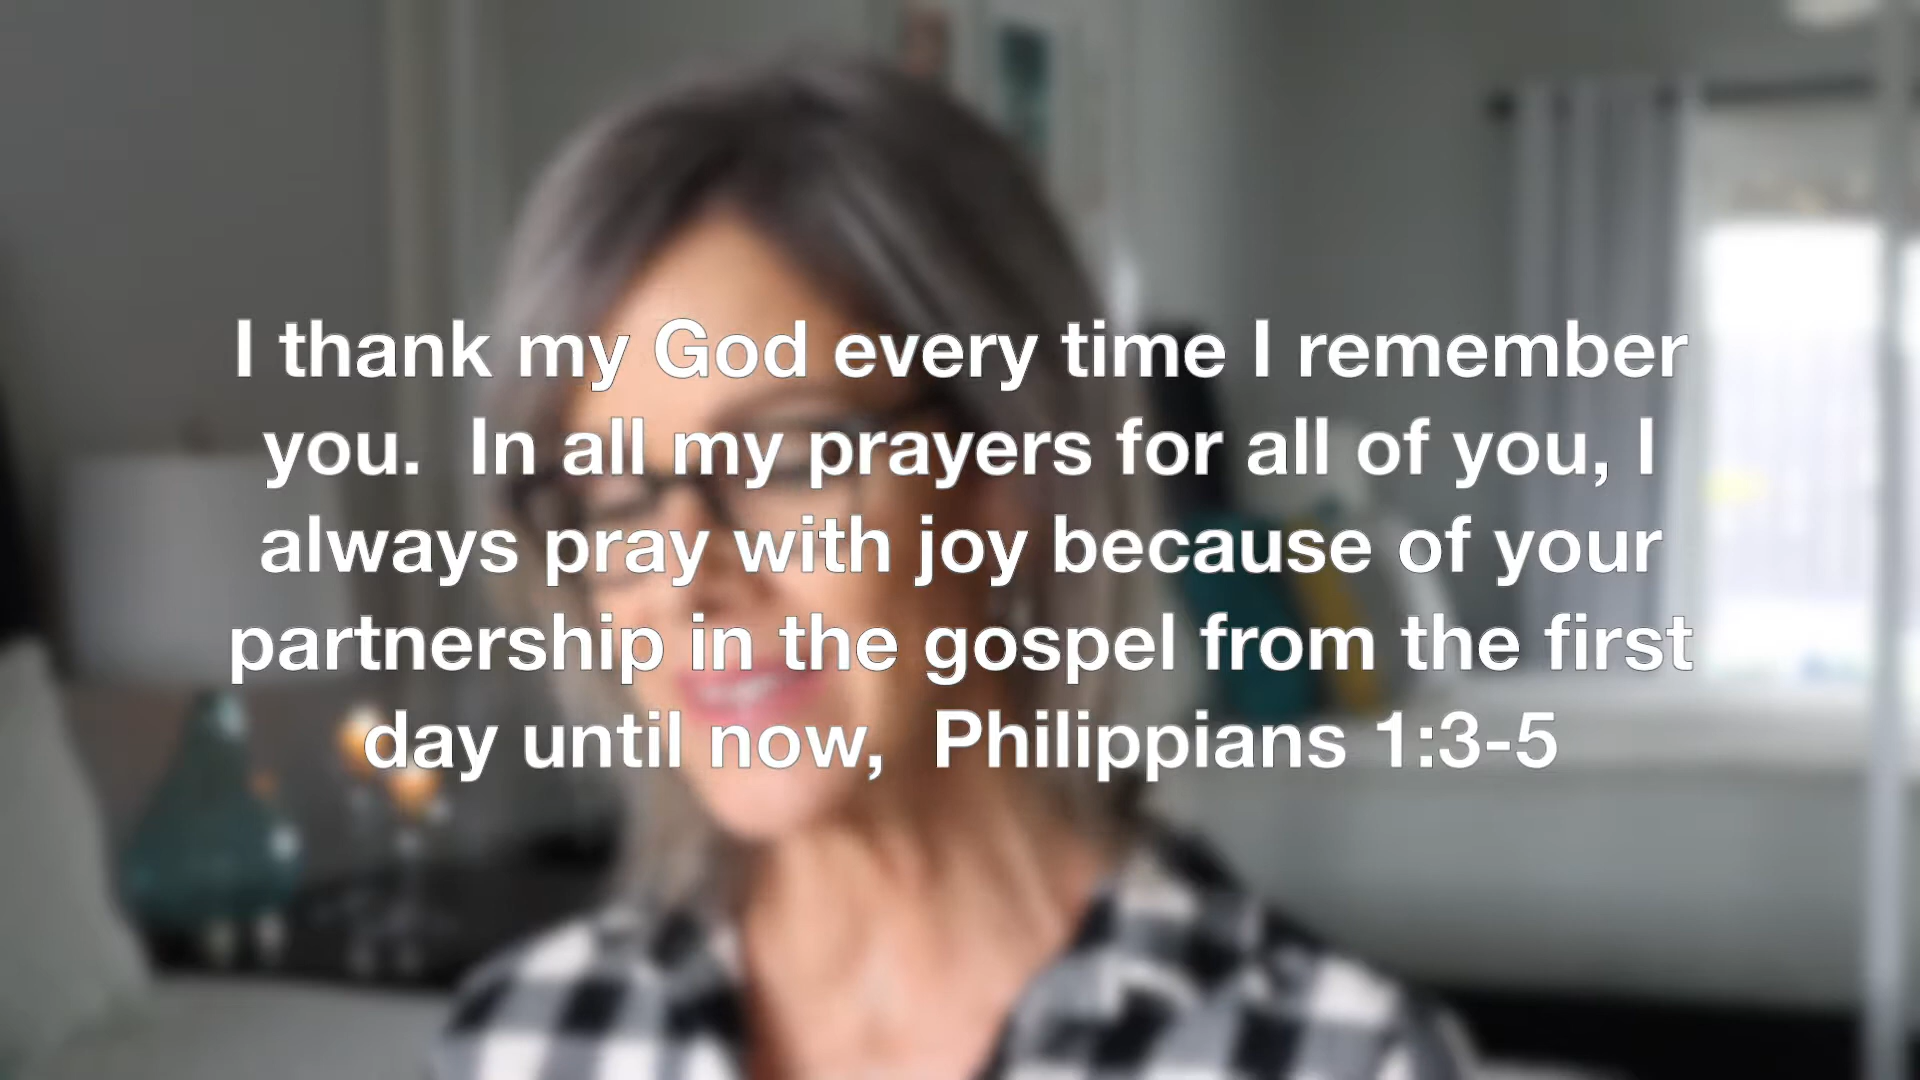 I thank my God every time I remember
you.  In all my prayers for all of you, I
always pray with joy because of your
partnership in the gospel from the first
day until now,  Philippians 1:3-5